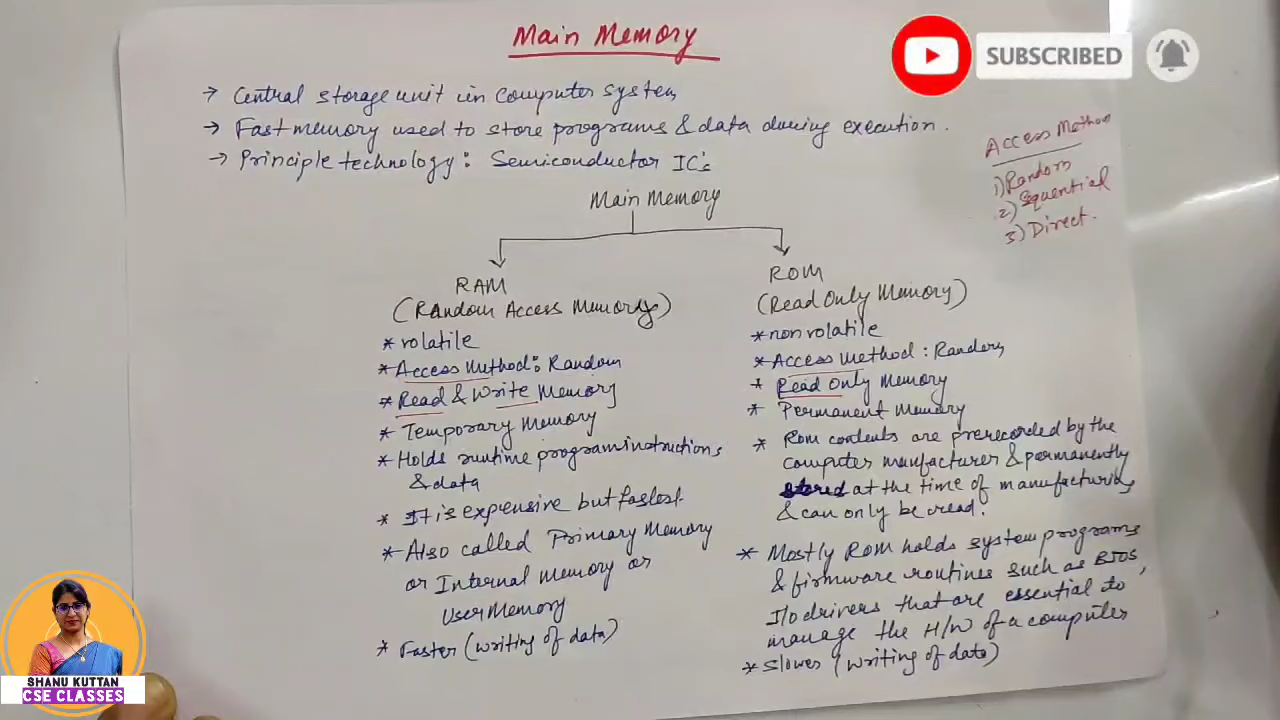 Main Memory
SUBSCRIBED
→ Central storage unit in computer system
→ Fast memory used to store programs & data during execution.
→ Principle technology: Semiconductor IC's
Access Method
1) Random
2) Sequential
3) Direct.
Main Memory
RAM
(Random Access Memory)
* volatile
* Access Method: Random
* Read & Write Memory
* Temporary Memory
* Holds runtime program instructions
& data
* It is expensive but fastest
* Also called Primary Memory
or Internal Memory or
User Memory
* Faster (writing of data)
ROM
(Read Only Memory)
* non volatile
* Access Method: Random
* Read Only Memory
* Permanent Memory
* Rom contents are prerecorded by the
computer manufacturer & permanently
stored at the time of manufacturing
& can only be read.
* Mostly ROM holds system programs
& firmware routines such as BIOS,
I/o drivers that are essential to
manage the H/W of a computer
* Slower (writing of data)
SHANU KUTTAN
CSE CLASSES